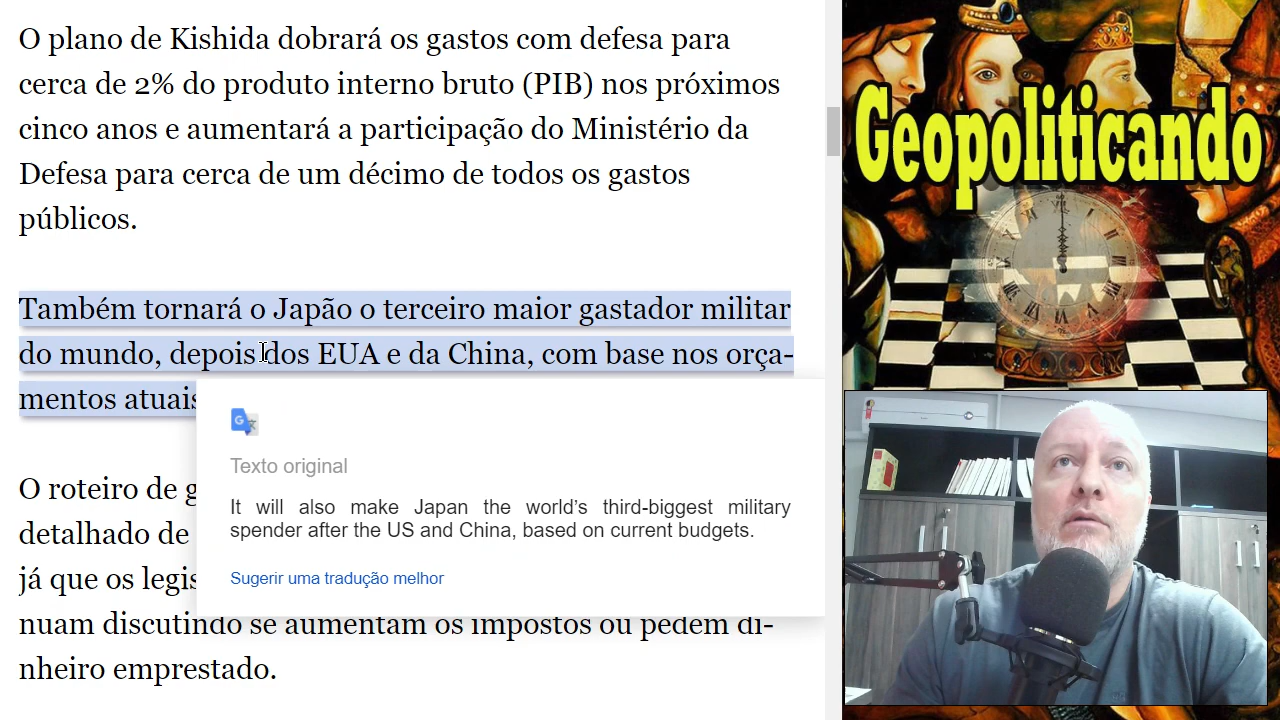 O plano de Kishida dobrará os gastos com defesa para
cerca de 2% do produto interno bruto (PIB) nos próximos
cinco anos e aumentará a participação do Ministério da
Defesa para cerca de um décimo de todos os gastos
públicos.
Também tornará o Japão o terceiro maior gastador militar
do mundo, depois dos EUA e da China, com base nos orça-
mentos atuais
Texto original
It will also make Japan the world’s third-biggest military
spender after the US and China, based on current budgets.
Sugerir uma tradução melhor
O roteiro de g
detalhado de
já que os legis
nuam discutindo se aumentam os impostos ou pedem di-
nheiro emprestado.
Geopoliticando